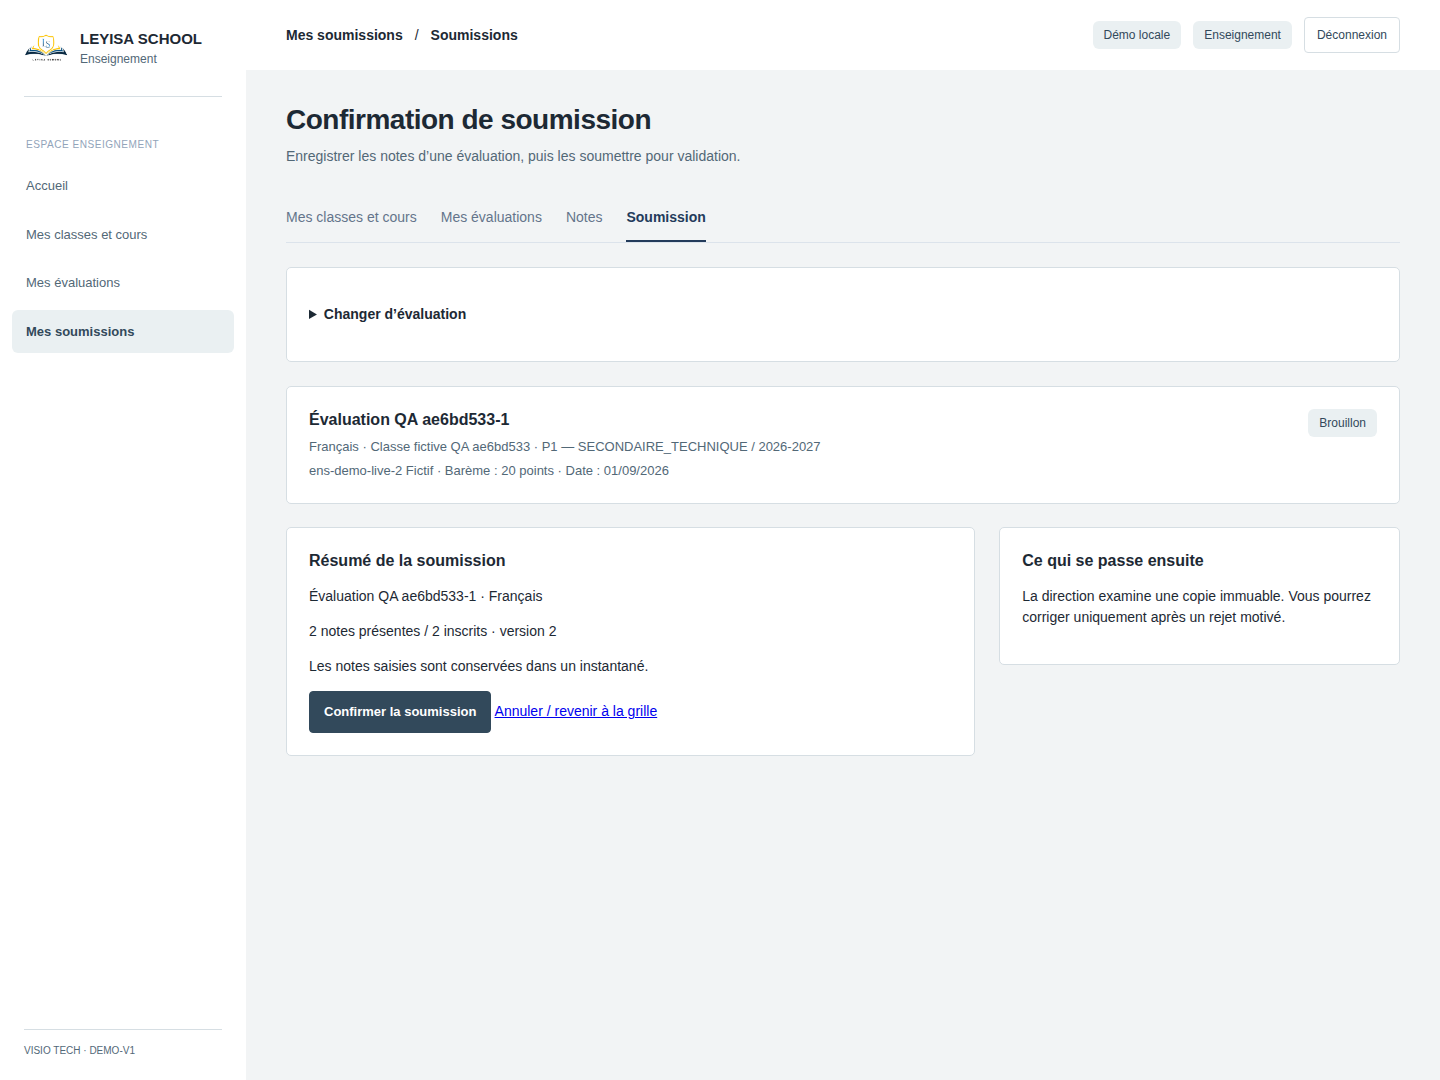 LEYISA SCHOOL
Enseignement
ESPACE ENSEIGNEMENT
Accueil
Mes classes et cours
Mes évaluations
Mes soumissions
VISIO TECH · DEMO-V1
Mes soumissions / Soumissions
Démo locale
Enseignement
Déconnexion
Confirmation de soumission
Enregistrer les notes d’une évaluation, puis les soumettre pour validation.
Mes classes et cours Mes évaluations Notes Soumission
Changer d’évaluation
Évaluation QA ae6bd533-1
Brouillon
Français · Classe fictive QA ae6bd533 · P1 — SECONDAIRE_TECHNIQUE / 2026-2027
ens-demo-live-2 Fictif · Barème : 20 points · Date : 01/09/2026
Résumé de la soumission
Évaluation QA ae6bd533-1 · Français
2 notes présentes / 2 inscrits · version 2
Les notes saisies sont conservées dans un instantané.
Confirmer la soumission Annuler / revenir à la grille
Ce qui se passe ensuite
La direction examine une copie immuable. Vous pourrez
corriger uniquement après un rejet motivé.